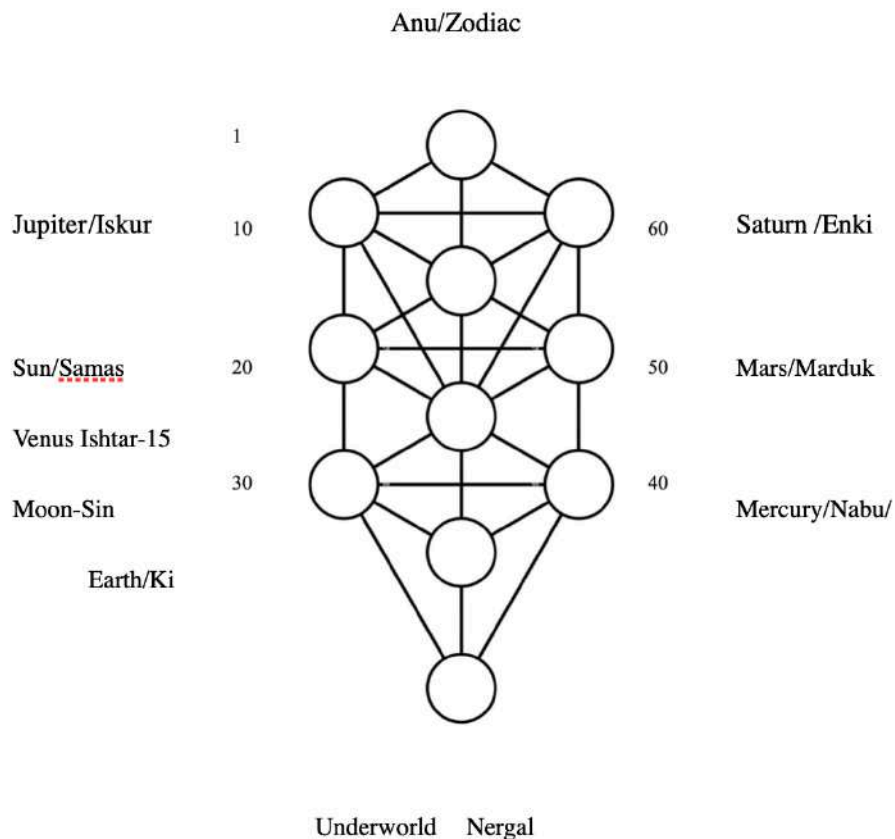 Anu/Zodiac
1
Jupiter/Iskur 10 60 Saturn /Enki
Sun/Samas 20 50 Mars/Marduk
Venus Ishtar-15
30 40
Moon-Sin Mercury/Nabu/
Earth/Ki
Underworld Nergal